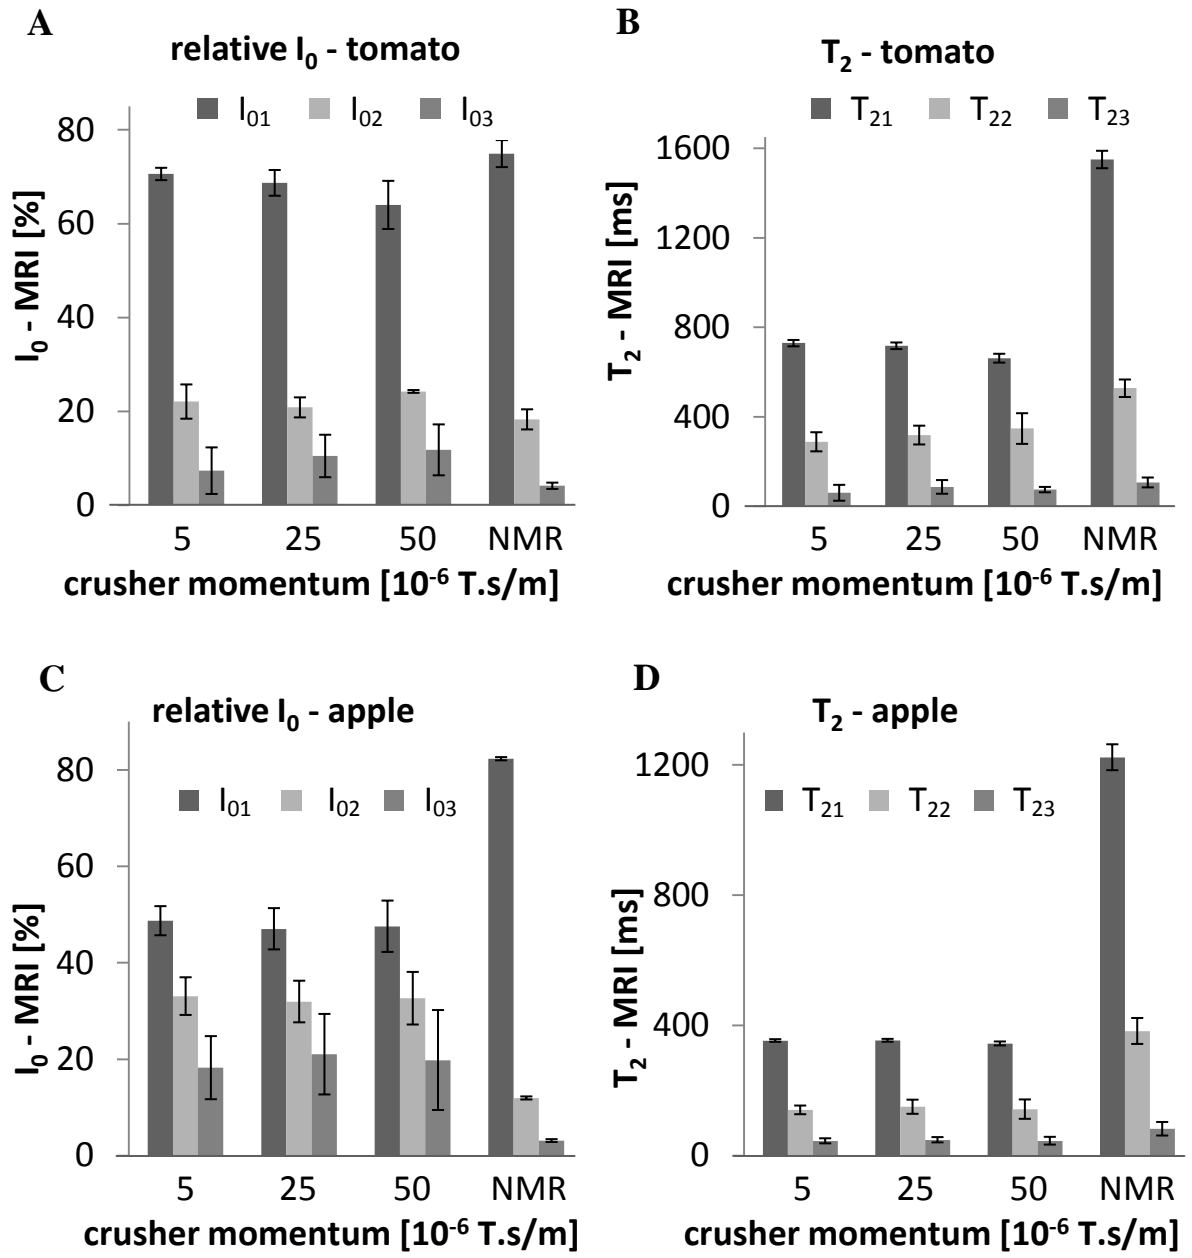 A
relative I₀ - tomato
I₀₁ I₀₂ I₀₃
I₀ - MRI [%]
80
60
40
20
0
5 25 50 NMR
crusher momentum [10⁻⁶ T.s/m]
B
T₂ - tomato
T₂₁ T₂₂ T₂₃
T₂ - MRI [ms]
1600
1200
800
400
0
5 25 50 NMR
crusher momentum [10⁻⁶ T.s/m]
C
relative I₀ - apple
I₀₁ I₀₂ I₀₃
I₀ - MRI [%]
80
60
40
20
0
5 25 50 NMR
crusher momentum [10⁻⁶ T.s/m]
D
T₂ - apple
T₂₁ T₂₂ T₂₃
T₂ - MRI [ms]
1200
800
400
0
5 25 50 NMR
crusher momentum [10⁻⁶ T.s/m]